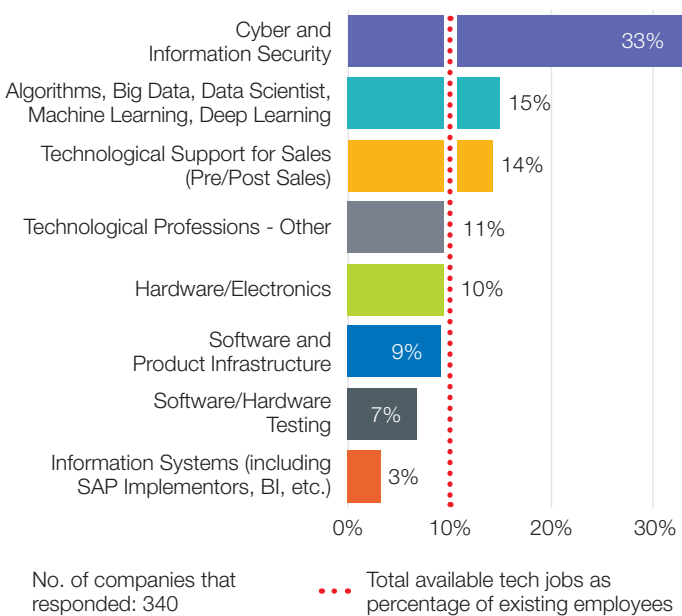 Cyber and
Information Security
33%
Algorithms, Big Data, Data Scientist,
Machine Learning, Deep Learning
15%
Technological Support for Sales
(Pre/Post Sales)
14%
Technological Professions - Other
11%
Hardware/Electronics
10%
Software and
Product Infrastructure
9%
Software/Hardware
Testing
7%
Information Systems (including
SAP Implementors, BI, etc.)
3%
0% 10% 20% 30%
No. of companies that
responded: 340
Total available tech jobs as
percentage of existing employees